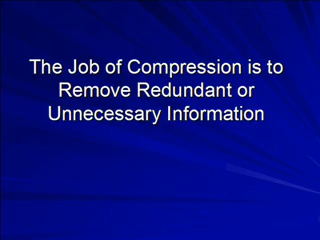 The Job of Compression is to
Remove Redundant or
Unnecessary Information